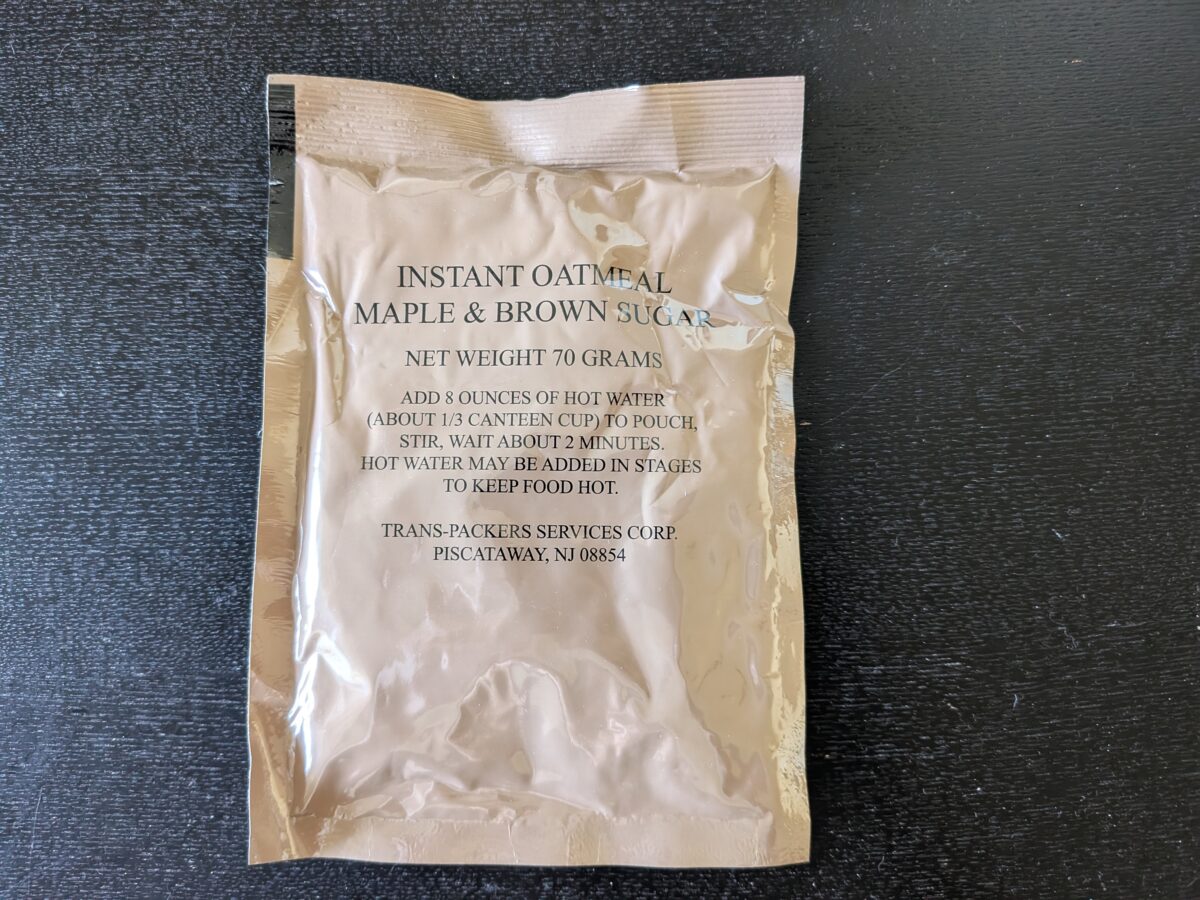 INSTANT OATMEAL
MAPLE & BROWN SUGAR
NET WEIGHT 70 GRAMS
ADD 8 OUNCES OF HOT WATER
(ABOUT 1/3 CANTEEN CUP) TO POUCH,
STIR, WAIT ABOUT 2 MINUTES.
HOT WATER MAY BE ADDED IN STAGES
TO KEEP FOOD HOT.
TRANS-PACKERS SERVICES CORP.
PISCATAWAY, NJ 08854